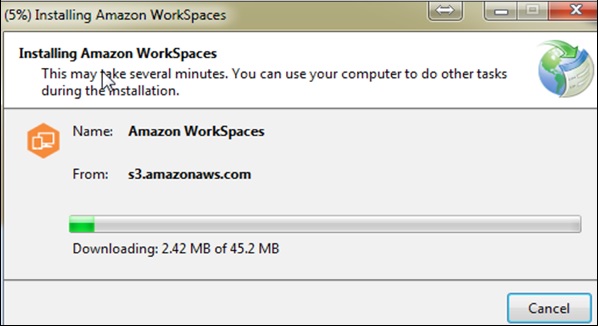 (5%) Installing Amazon WorkSpaces
Installing Amazon WorkSpaces
This may take several minutes. You can use your computer to do other tasks
during the installation.
Name: Amazon WorkSpaces
From: s3.amazonaws.com
Downloading: 2.42 MB of 45.2 MB
Cancel